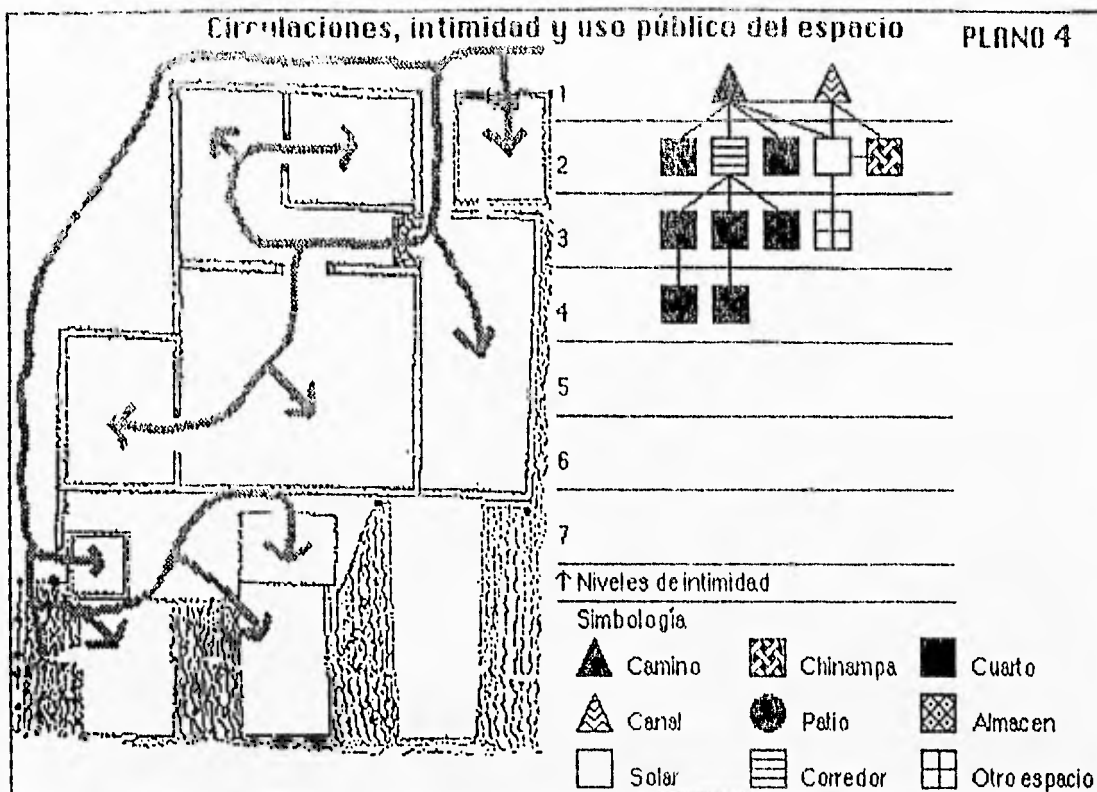 Circulaciones, intimidad y uso público del espacio
PLANO 4
1
2
3
4
5
6
7
↑ Niveles de intimidad
Simbología
Camino Chinampa Cuarto
Canal Patio Almacen
Solar Corredor Otro espacio